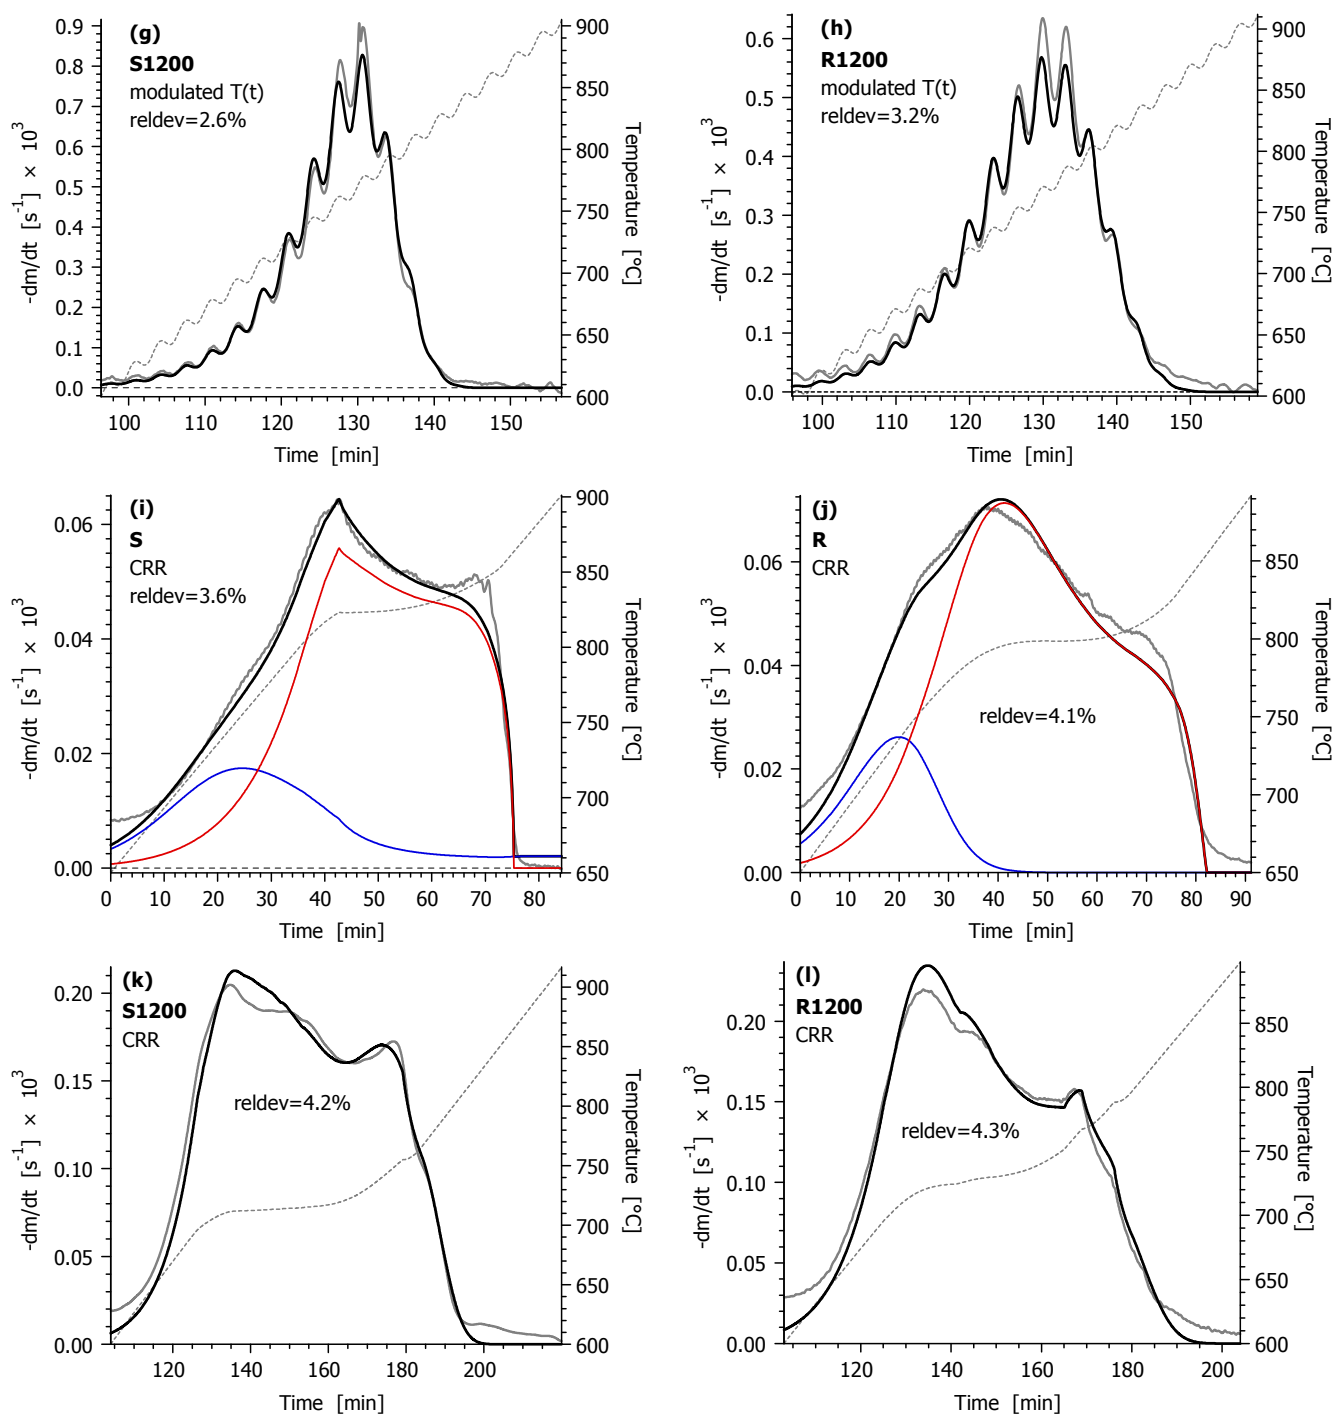 (g)
S1200
modulated T(t)
reldev=2.6%
-dm/dt [s⁻¹] × 10³
0.9
0.8
0.7
0.6
0.5
0.4
0.3
0.2
0.1
0.0
900
850
800
750
700
650
600
Temperature [°C]
100 110 120 130 140 150
Time [min]
(h)
R1200
modulated T(t)
reldev=3.2%
-dm/dt [s⁻¹] × 10³
0.6
0.5
0.4
0.3
0.2
0.1
0.0
900
850
800
750
700
650
600
Temperature [°C]
100 110 120 130 140 150
Time [min]
(i)
S
CRR
reldev=3.6%
-dm/dt [s⁻¹] × 10³
0.06
0.04
0.02
0.00
900
850
800
750
700
650
Temperature [°C]
0 10 20 30 40 50 60 70 80
Time [min]
(j)
R
CRR
reldev=4.1%
-dm/dt [s⁻¹] × 10³
0.06
0.04
0.02
0.00
850
800
750
700
650
Temperature [°C]
0 10 20 30 40 50 60 70 80 90
Time [min]
(k)
S1200
CRR
reldev=4.2%
-dm/dt [s⁻¹] × 10³
0.20
0.15
0.10
0.05
0.00
900
850
800
750
700
650
600
Temperature [°C]
120 140 160 180 200
Time [min]
(l)
R1200
CRR
reldev=4.3%
-dm/dt [s⁻¹] × 10³
0.20
0.15
0.10
0.05
0.00
850
800
750
700
650
600
Temperature [°C]
120 140 160 180 200
Time [min]